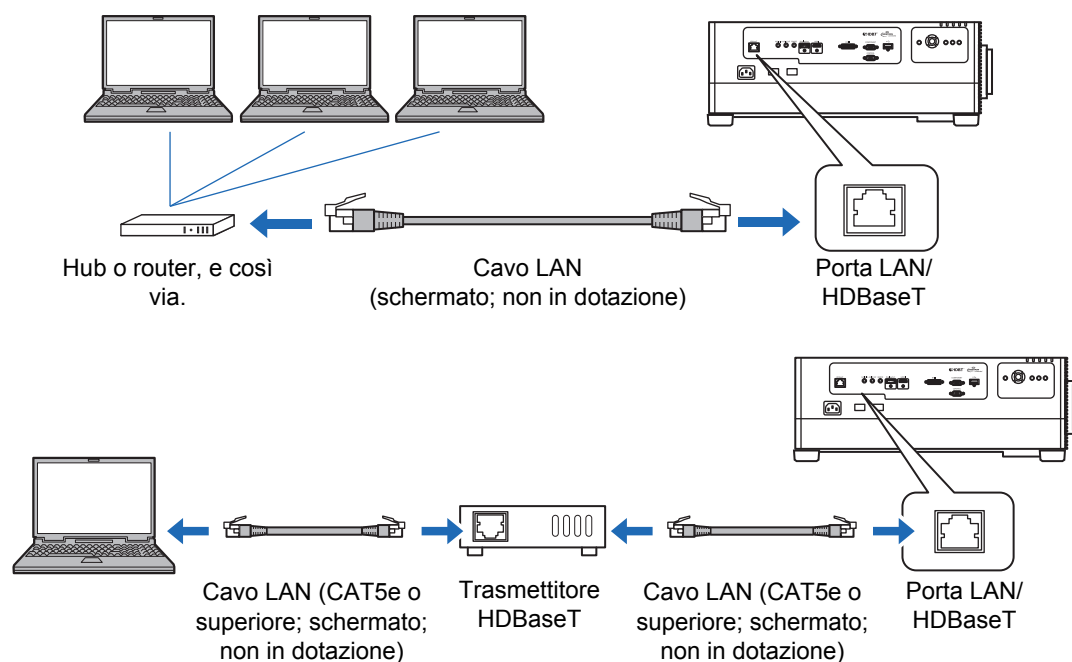 Hub o router, e così
via.
Cavo LAN
(schermato; non in dotazione)
Porta LAN/
HDBaseT
Cavo LAN (CAT5e o
superiore; schermato;
non in dotazione)
Trasmettitore
HDBaseT
Cavo LAN (CAT5e o
superiore; schermato;
non in dotazione)
Porta LAN/
HDBaseT